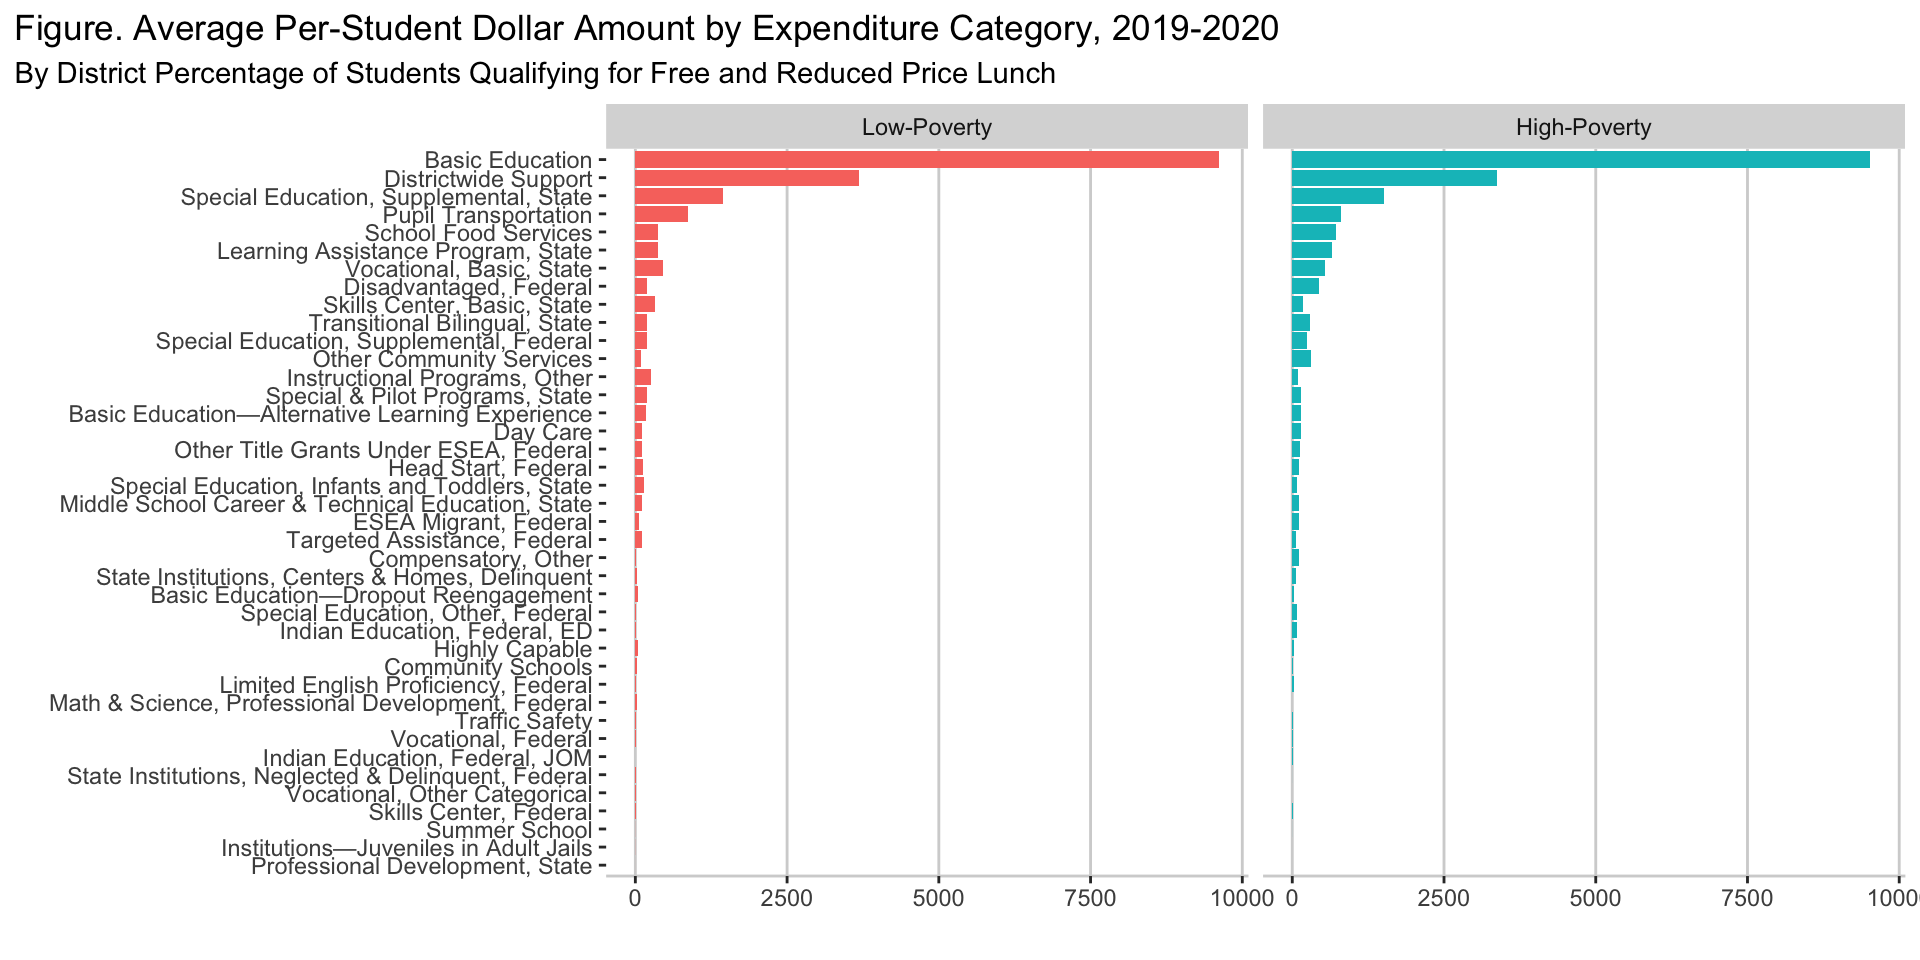 Figure. Average Per-Student Dollar Amount by Expenditure Category, 2019-2020
By District Percentage of Students Qualifying for Free and Reduced Price Lunch
Low-Poverty
High-Poverty
Basic Education
Districtwide Support
Special Education, Supplemental, State
Pupil Transportation
School Food Services
Learning Assistance Program, State
Vocational, Basic, State
Disadvantaged, Federal
Skills Center, Basic, State
Transitional Bilingual, State
Special Education, Supplemental, Federal
Other Community Services
Instructional Programs, Other
Special & Pilot Programs, State
Basic Education—Alternative Learning Experience
Day Care
Other Title Grants Under ESEA, Federal
Head Start, Federal
Special Education, Infants and Toddlers, State
Middle School Career & Technical Education, State
ESEA Migrant, Federal
Targeted Assistance, Federal
Compensatory, Other
State Institutions, Centers & Homes, Delinquent
Basic Education—Dropout Reengagement
Special Education, Other, Federal
Indian Education, Federal, ED
Highly Capable
Community Schools
Limited English Proficiency, Federal
Math & Science, Professional Development, Federal
Traffic Safety
Vocational, Federal
Indian Education, Federal, JOM
State Institutions, Neglected & Delinquent, Federal
Vocational, Other Categorical
Skills Center, Federal
Summer School
Institutions—Juveniles in Adult Jails
Professional Development, State
0 2500 5000 7500 10000
0 2500 5000 7500 1000